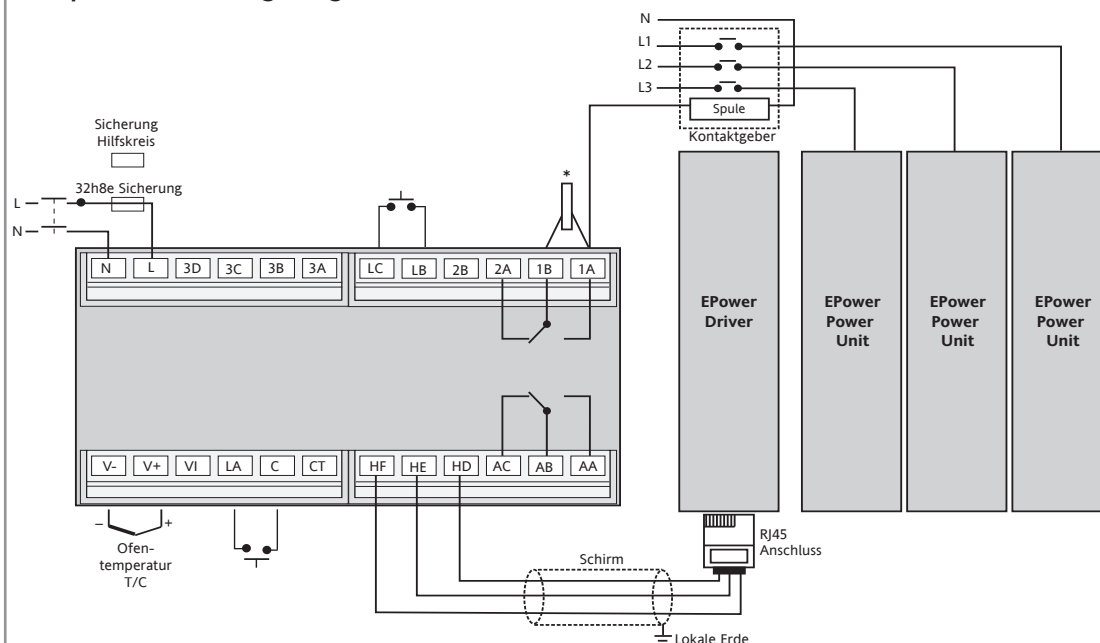 N
L1
L2
L3
Spule
Kontaktgeber
Sicherung
Hilfskreis
32h8e Sicherung
L
N
*
N L 3D 3C 3B 3A LC LB 2B 2A 1B 1A
EPower
Driver
EPower
Power
Unit
EPower
Power
Unit
EPower
Power
Unit
V- V+ VI LA C CT HF HE HD AC AB AA
– +
Ofen-
temperatur
T/C
RJ45
Anschluss
Schirm
Lokale Erde